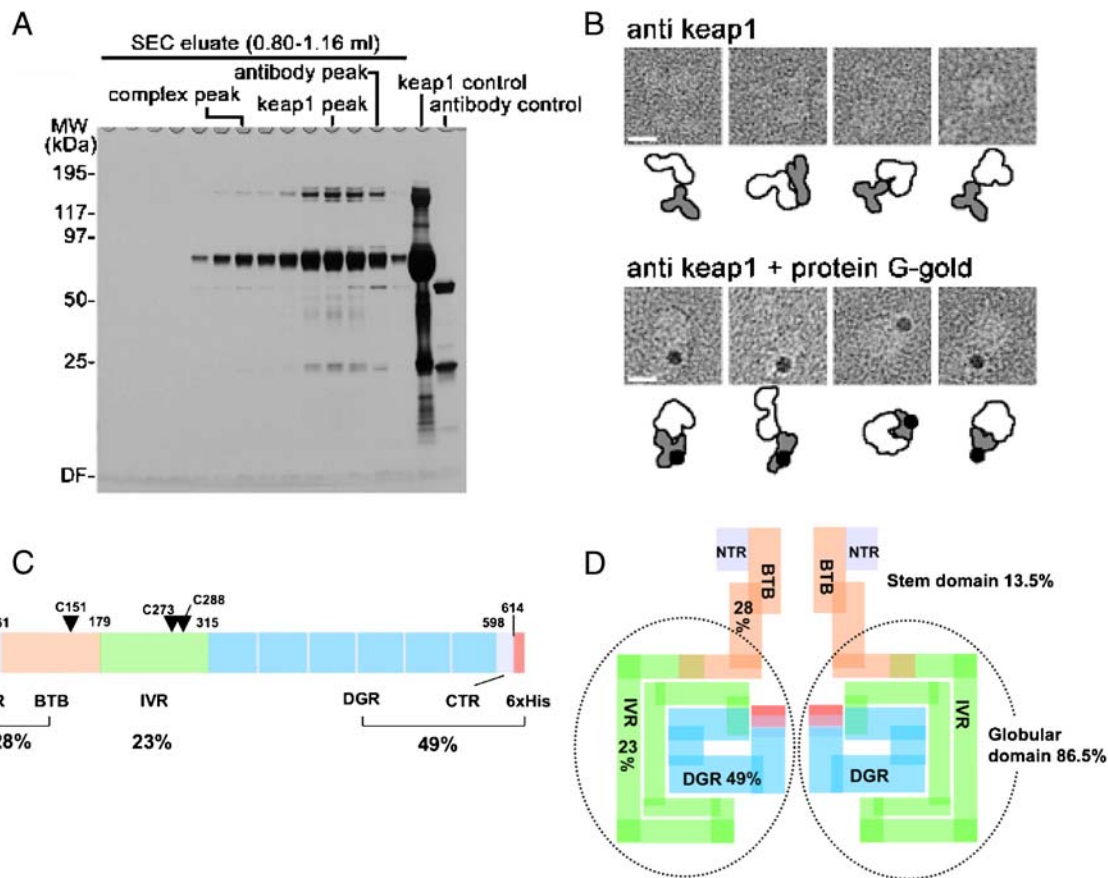 A
SEC eluate (0.80-1.16 ml)
antibody peak
keap1 control
complex peak
keap1 peak
antibody control
MW
(kDa)
195-
117-
97-
50-
25-
DF-
B
anti keap1
anti keap1 + protein G-gold
C
61
C151
179
C273
C288
315
598
614
R
BTB
IVR
DGR
CTR
6xHis
28%
23%
49%
D
NTR
BTB
BTB
NTR
Stem domain 13.5%
28
%
IVR
IVR
23
%
Globular
domain 86.5%
DGR 49%
DGR